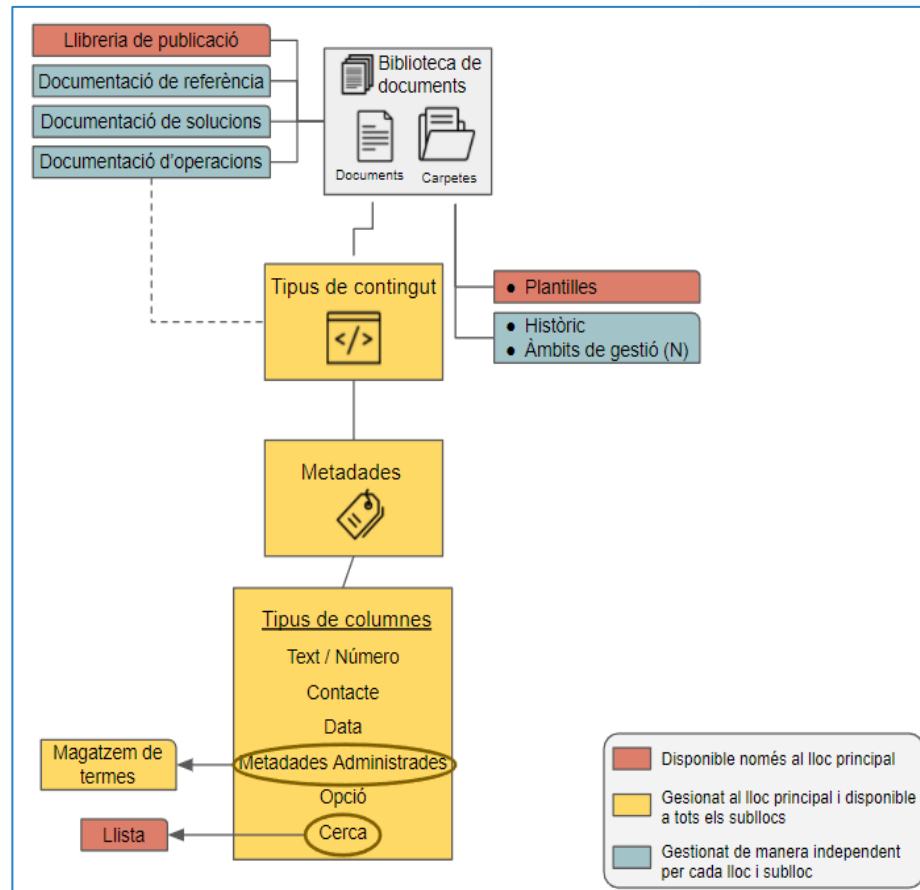 Llibreria de publicació
Documentació de referència
Documentació de solucions
Documentació d'operacions
Biblioteca de
documents
Documents
Carpetes
Tipus de contingut
</>
● Plantilles
● Històric
● Àmbits de gestió (N)
Metadades
Tipus de columnes
Text / Número
Contacte
Data
Metadades Administrades
Opció
Cerca
Magatzem de
termes
Llista
Disponible només al lloc principal
Gesionat al lloc principal i disponible
a tots els subllocs
Gestionat de manera independent
per cada lloc i sublloc